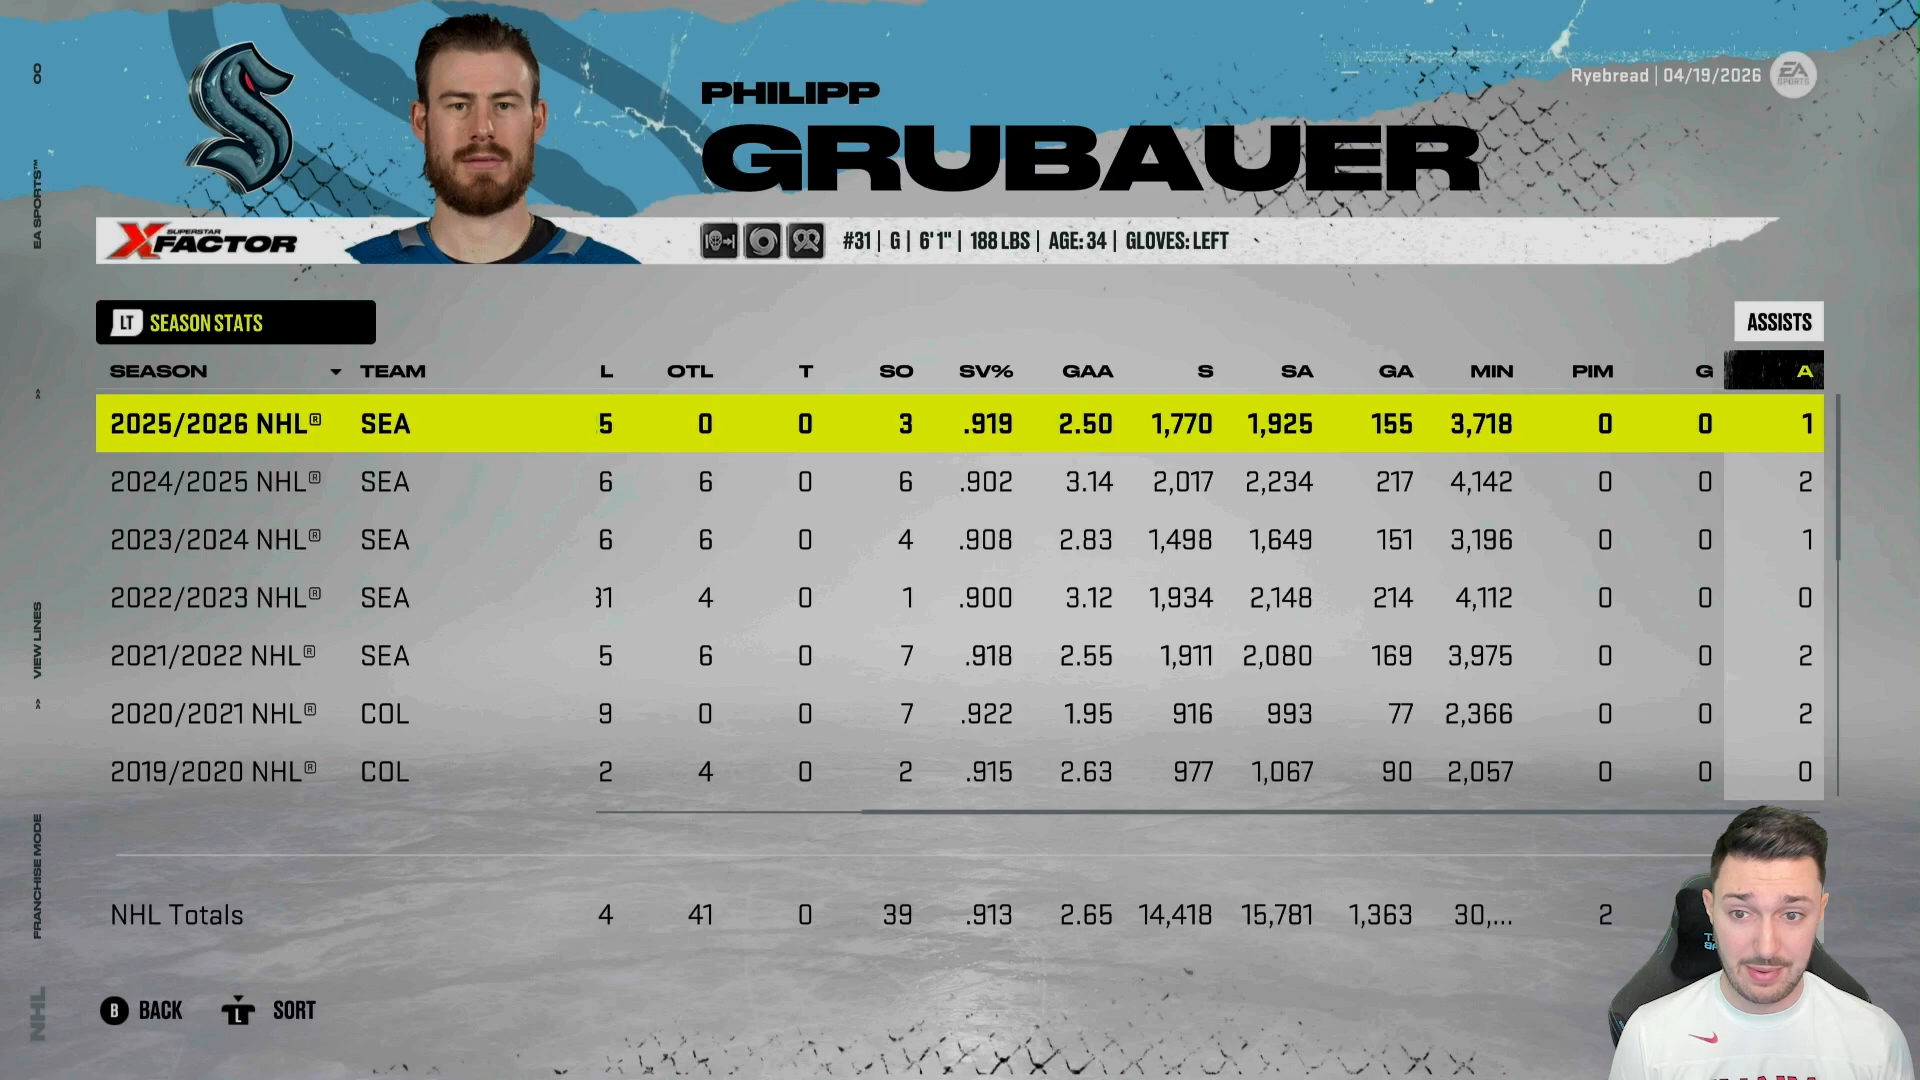 PHILIPP
GRUBAUER
Ryebread | 04/19/2026
EA SPORTS
SUPERSTAR
X-FACTOR
#31 | G | 6'1" | 188 LBS | AGE: 34 | GLOVES: LEFT
LT SEASON STATS
ASSISTS
SEASON TEAM L OTL T SO SV% GAA S SA GA MIN PIM G A
2025/2026 NHL® SEA 5 0 0 3 .919 2.50 1,770 1,925 155 3,718 0 0 1
2024/2025 NHL® SEA 6 6 0 6 .902 3.14 2,017 2,234 217 4,142 0 0 2
2023/2024 NHL® SEA 6 6 0 4 .908 2.83 1,498 1,649 151 3,196 0 0 1
2022/2023 NHL® SEA 31 4 0 1 .900 3.12 1,934 2,148 214 4,112 0 0 0
2021/2022 NHL® SEA 5 6 0 7 .918 2.55 1,911 2,080 169 3,975 0 0 2
2020/2021 NHL® COL 9 0 0 7 .922 1.95 916 993 77 2,366 0 0 2
2019/2020 NHL® COL 2 4 0 2 .915 2.63 977 1,067 90 2,057 0 0 0
NHL Totals 4 41 0 39 .913 2.65 14,418 15,781 1,363 30,... 2
B BACK L SORT
EA SPORTS™
VIEW LINES
FRANCHISE MODE
NHL